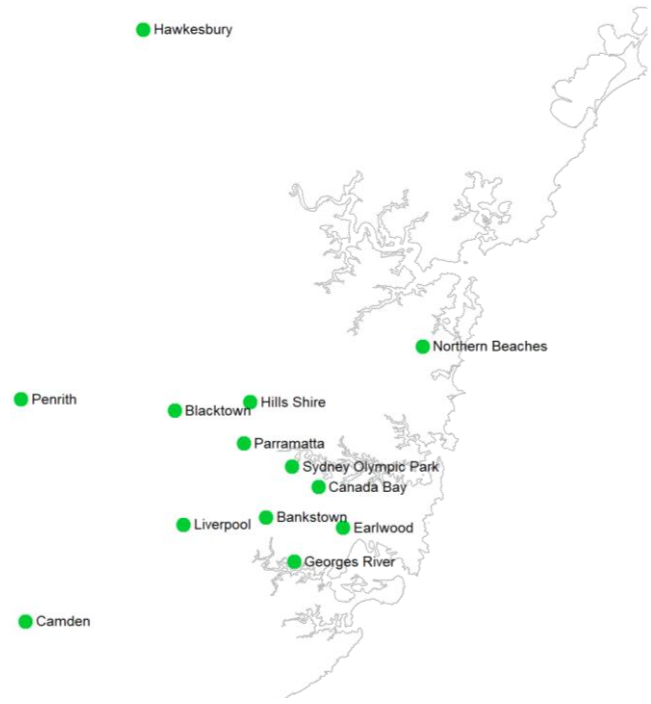 Hawkesbury
Northern Beaches
Penrith
Hills Shire
Blacktown
Parramatta
Sydney Olympic Park
Canada Bay
Bankstown
Liverpool
Earlwood
Georges River
Camden